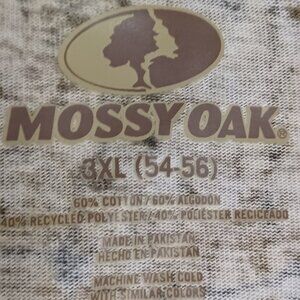 MOSSY OAK®
3XL (54-56)
60% COTTON / 60% ALGODON
40% RECYCLED POLYESTER / 40% POLIÉSTER RECICLADO
MADE IN PAKISTAN
HECHO EN PAKISTAN
MACHINE WASH COLD
WITH SIMILAR COLORS